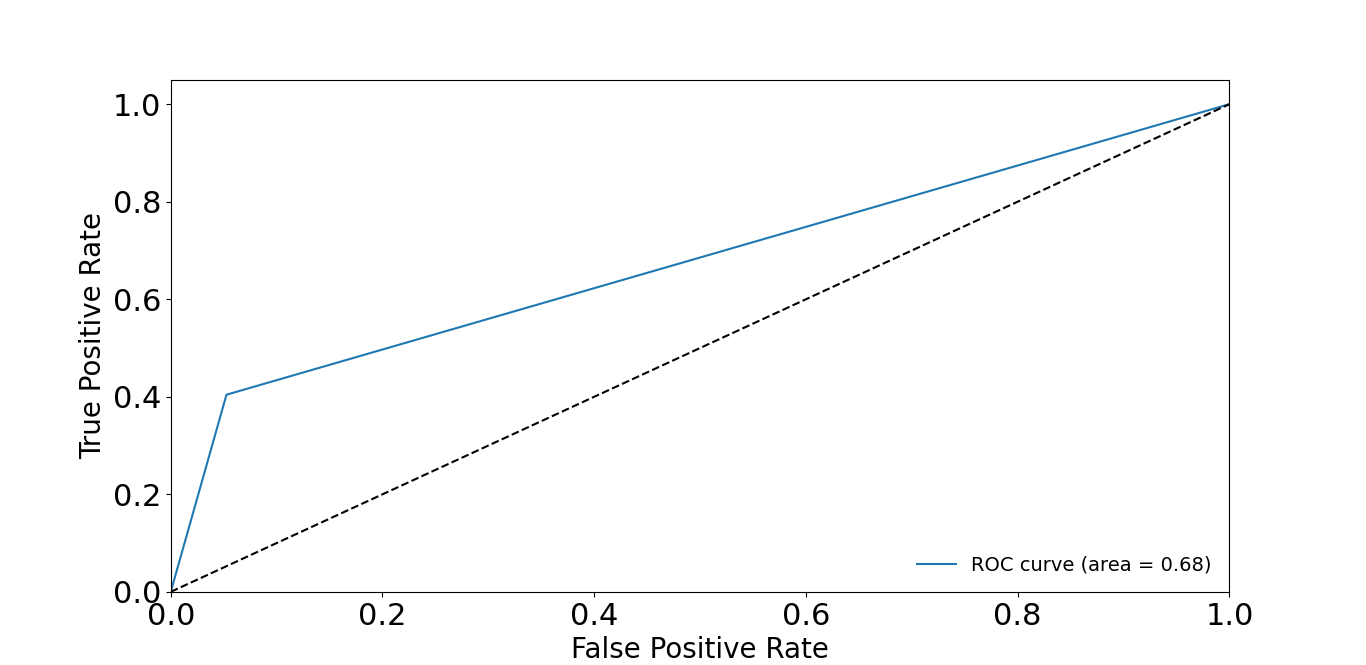 1.0
0.8
0.6
0.4
0.2
0.0
True Positive Rate
ROC curve (area = 0.68)
0.0 0.2 0.4 0.6 0.8 1.0
False Positive Rate